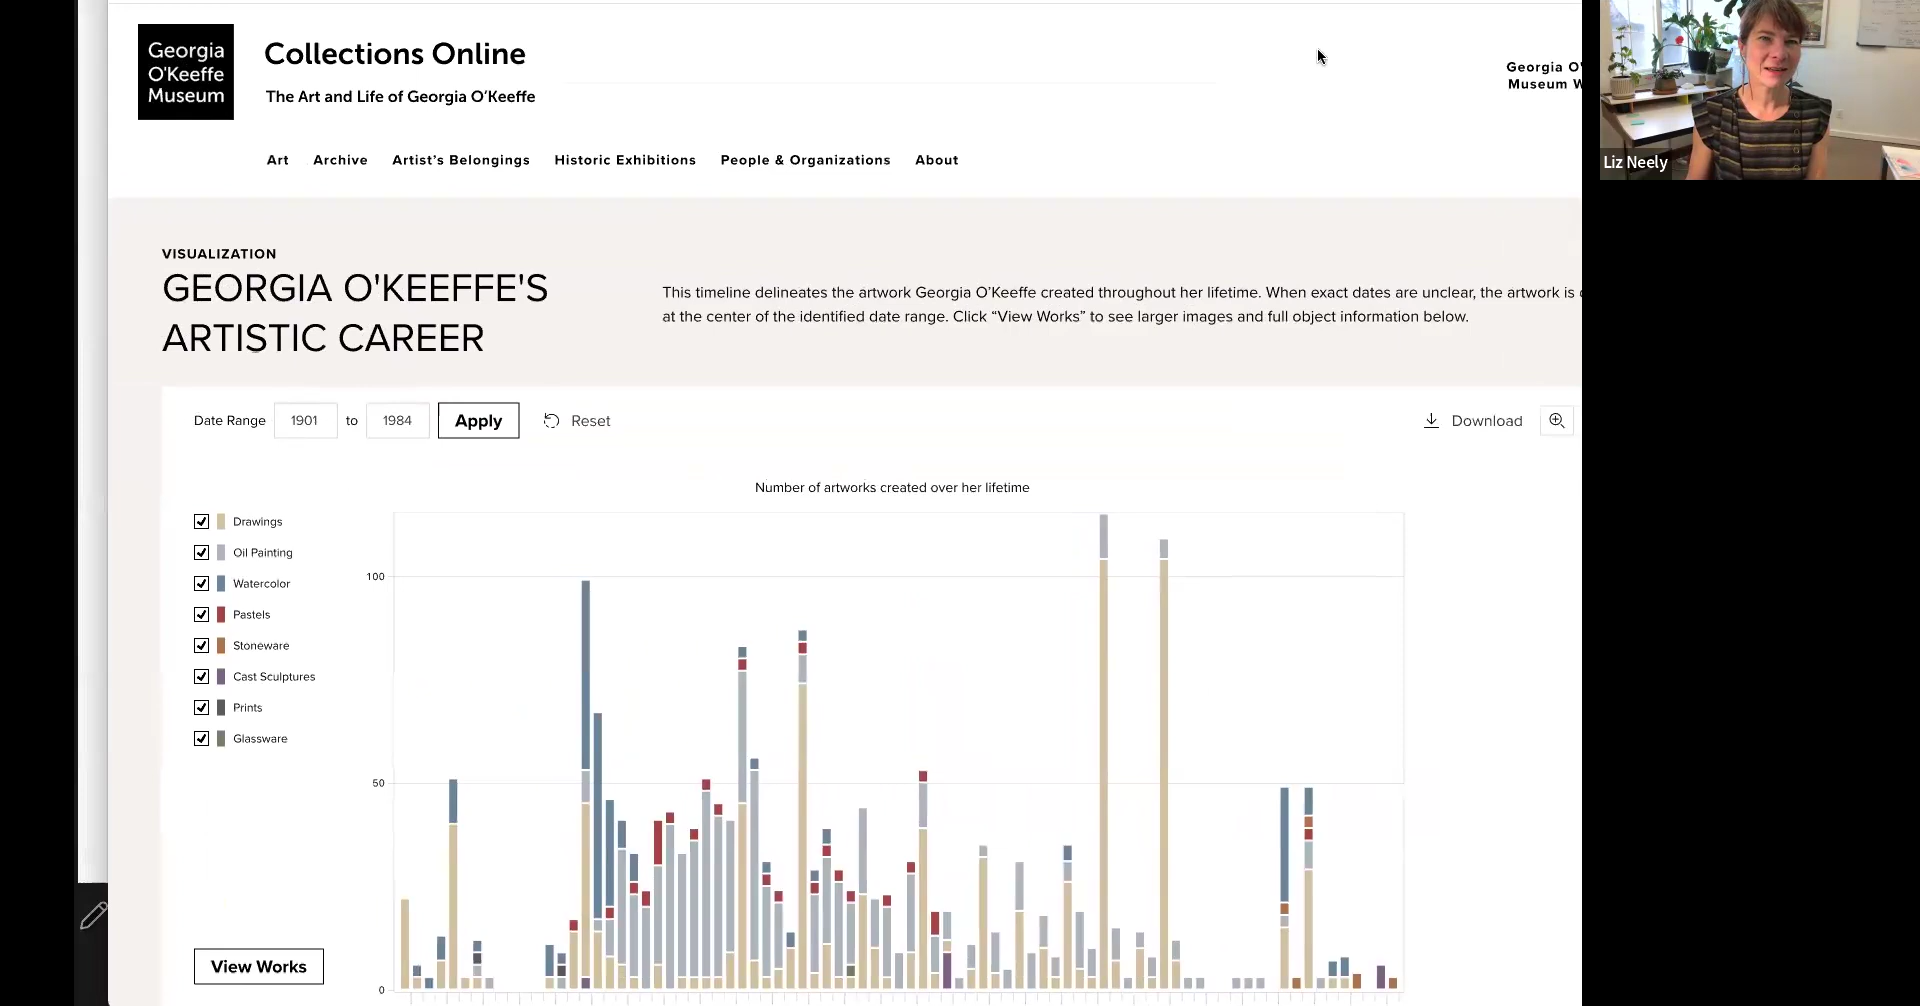 Georgia
O'Keeffe
Museum
Collections Online
The Art and Life of Georgia O'Keeffe
Georgia O'
Museum W
Liz Neely
Art Archive Artist's Belongings Historic Exhibitions People & Organizations About
VISUALIZATION
GEORGIA O'KEEFFE'S
ARTISTIC CAREER
This timeline delineates the artwork Georgia O'Keeffe created throughout her lifetime. When exact dates are unclear, the artwork is
at the center of the identified date range. Click “View Works” to see larger images and full object information below.
Date Range 1901 to 1984 Apply Reset Download
Number of artworks created over her lifetime
Drawings
Oil Painting
Watercolor
Pastels
Stoneware
Cast Sculptures
Prints
Glassware
100
50
0
View Works